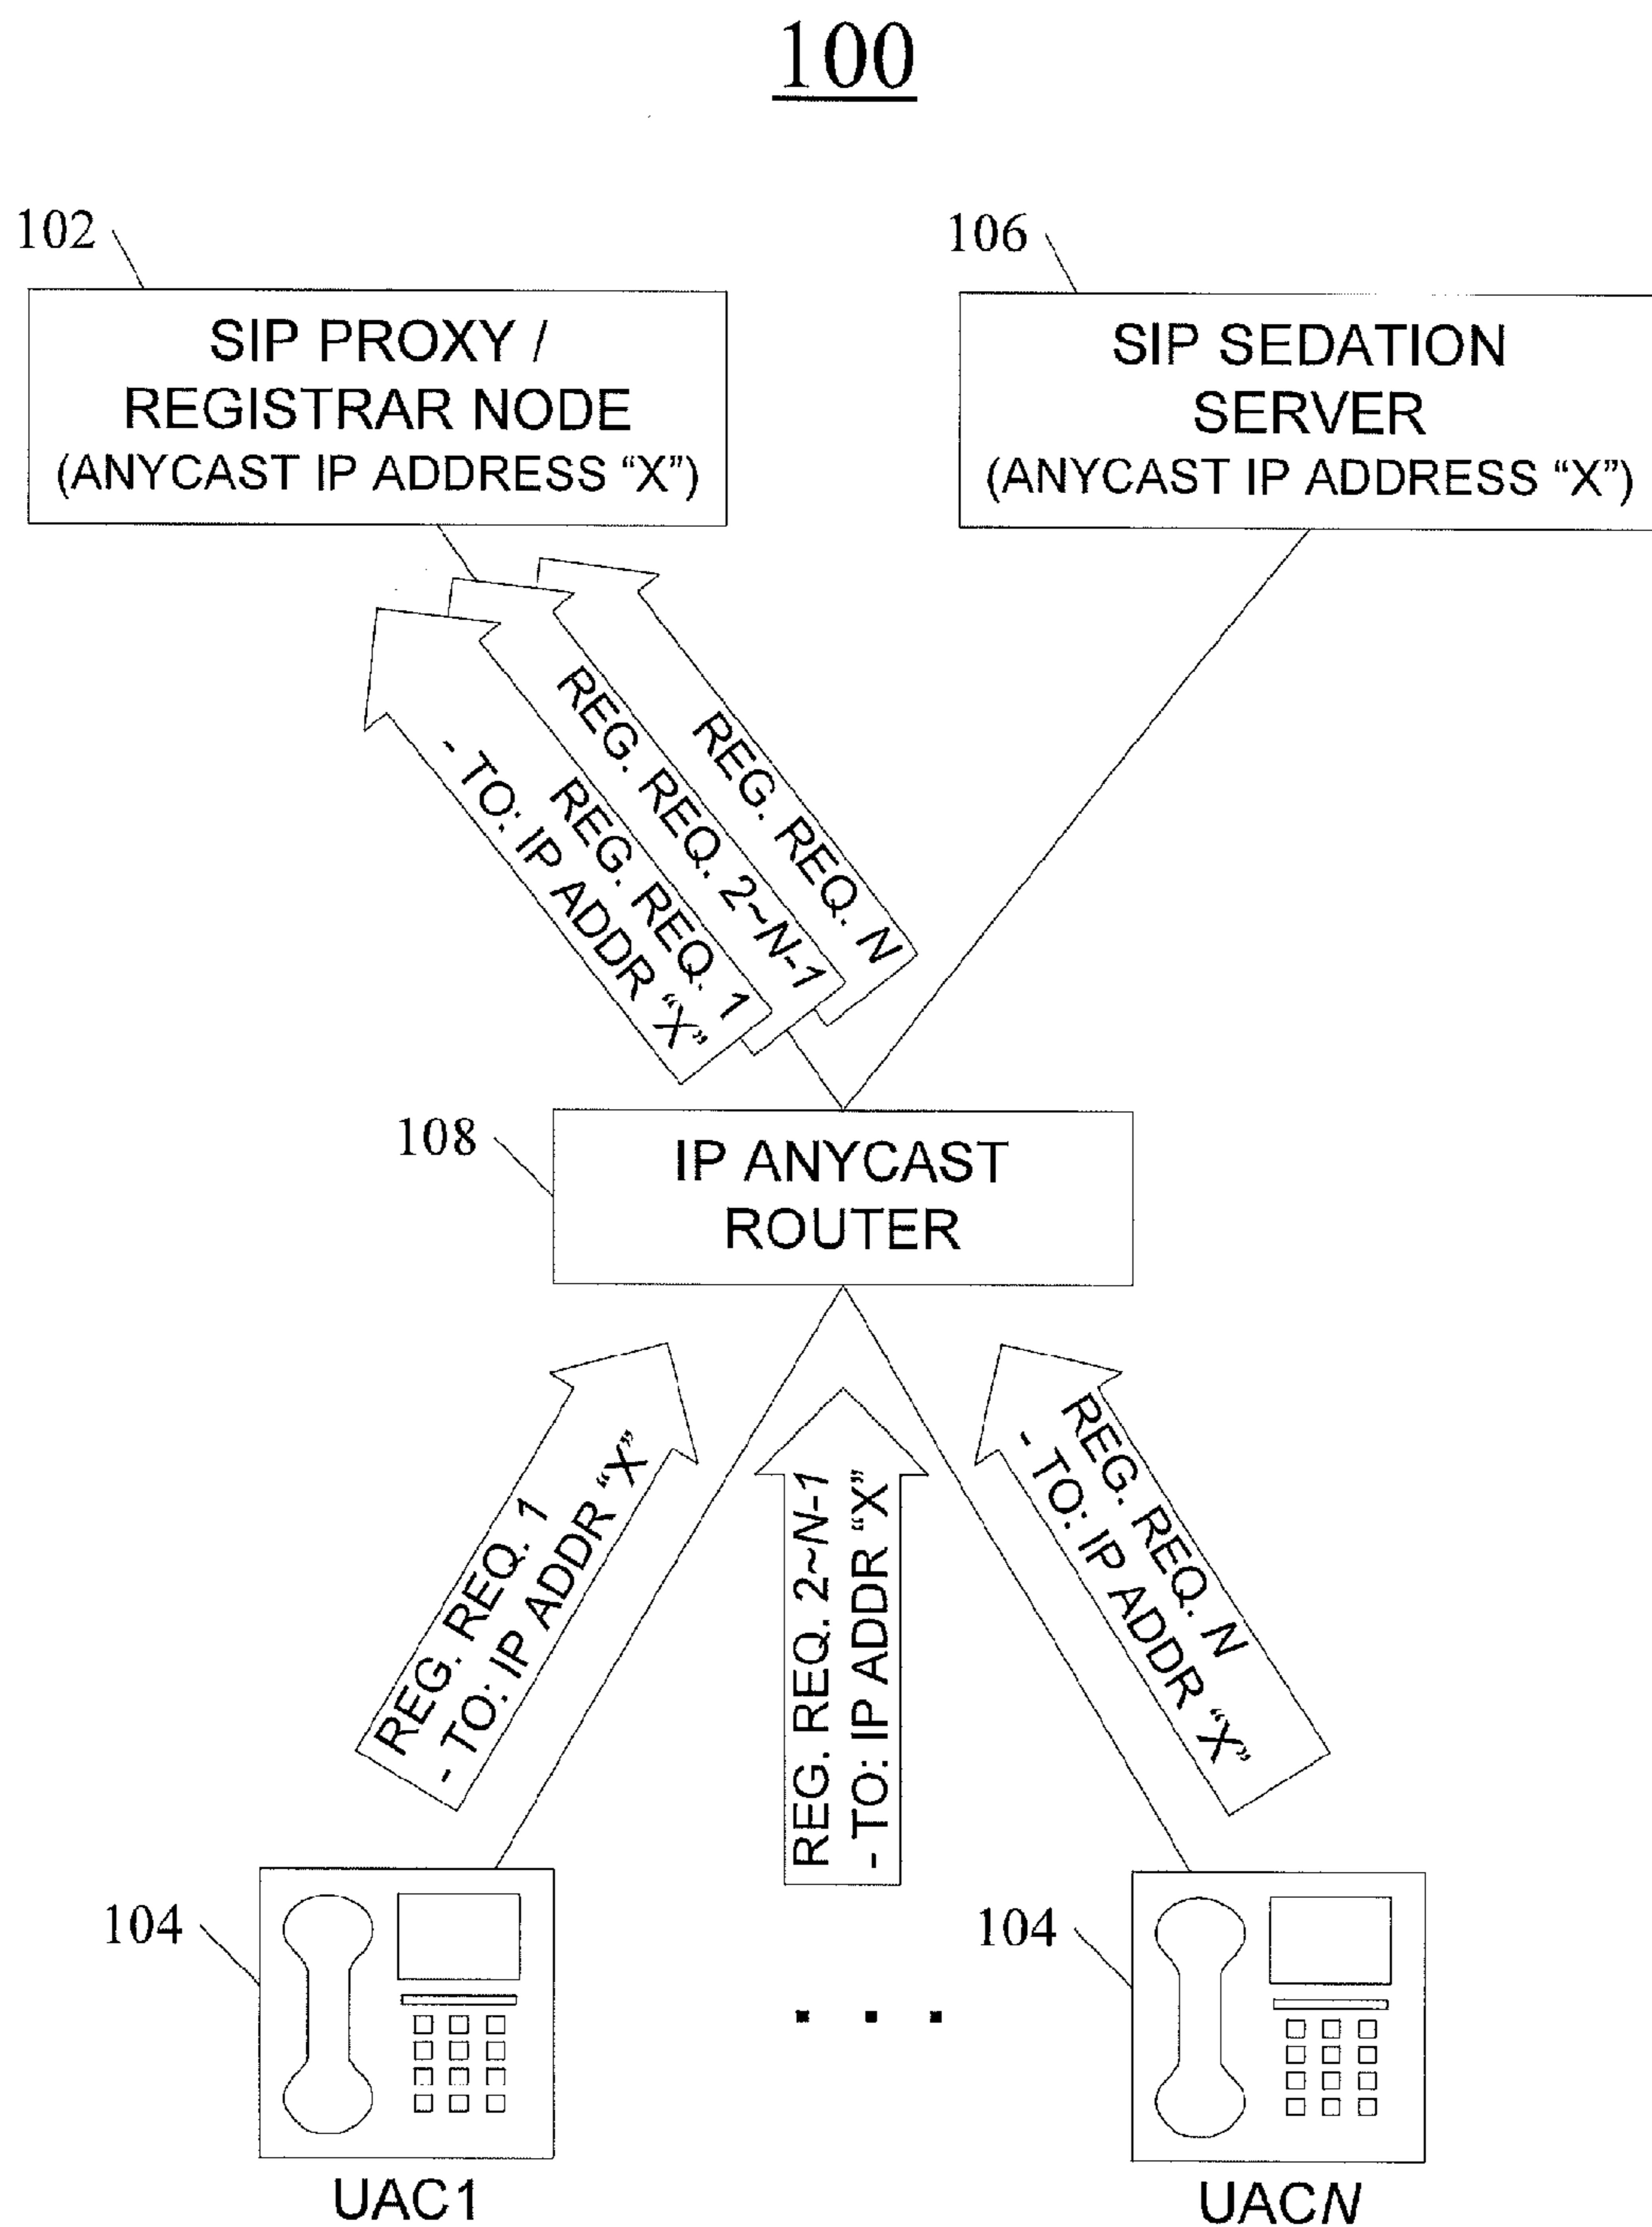 100
102
106
SIP PROXY /
REGISTRAR NODE
(ANYCAST IP ADDRESS “X”)
SIP SEDATION
SERVER
(ANYCAST IP ADDRESS “X”)
REG. REQ. N
REG. REQ. 2~N-1
REG. REQ. 1
- TO: IP ADDR “X”
108
IP ANYCAST
ROUTER
REG. REQ. 1
- TO: IP ADDR “X”
REG. REQ. 2~N-1
- TO: IP ADDR “X”
REG. REQ. N
- TO: IP ADDR “X”
104
104
. . .
UAC1
UACN